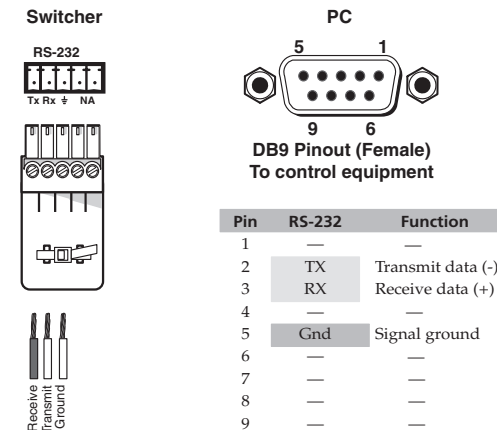 Switcher
RS-232
Tx Rx ⏚ NA
Receive
Transmit
Ground
PC
5 1
9 6
DB9 Pinout (Female)
To control equipment
Pin RS-232 Function
1 — —
2 TX Transmit data (-)
3 RX Receive data (+)
4 — —
5 Gnd Signal ground
6 — —
7 — —
8 — —
9 — —